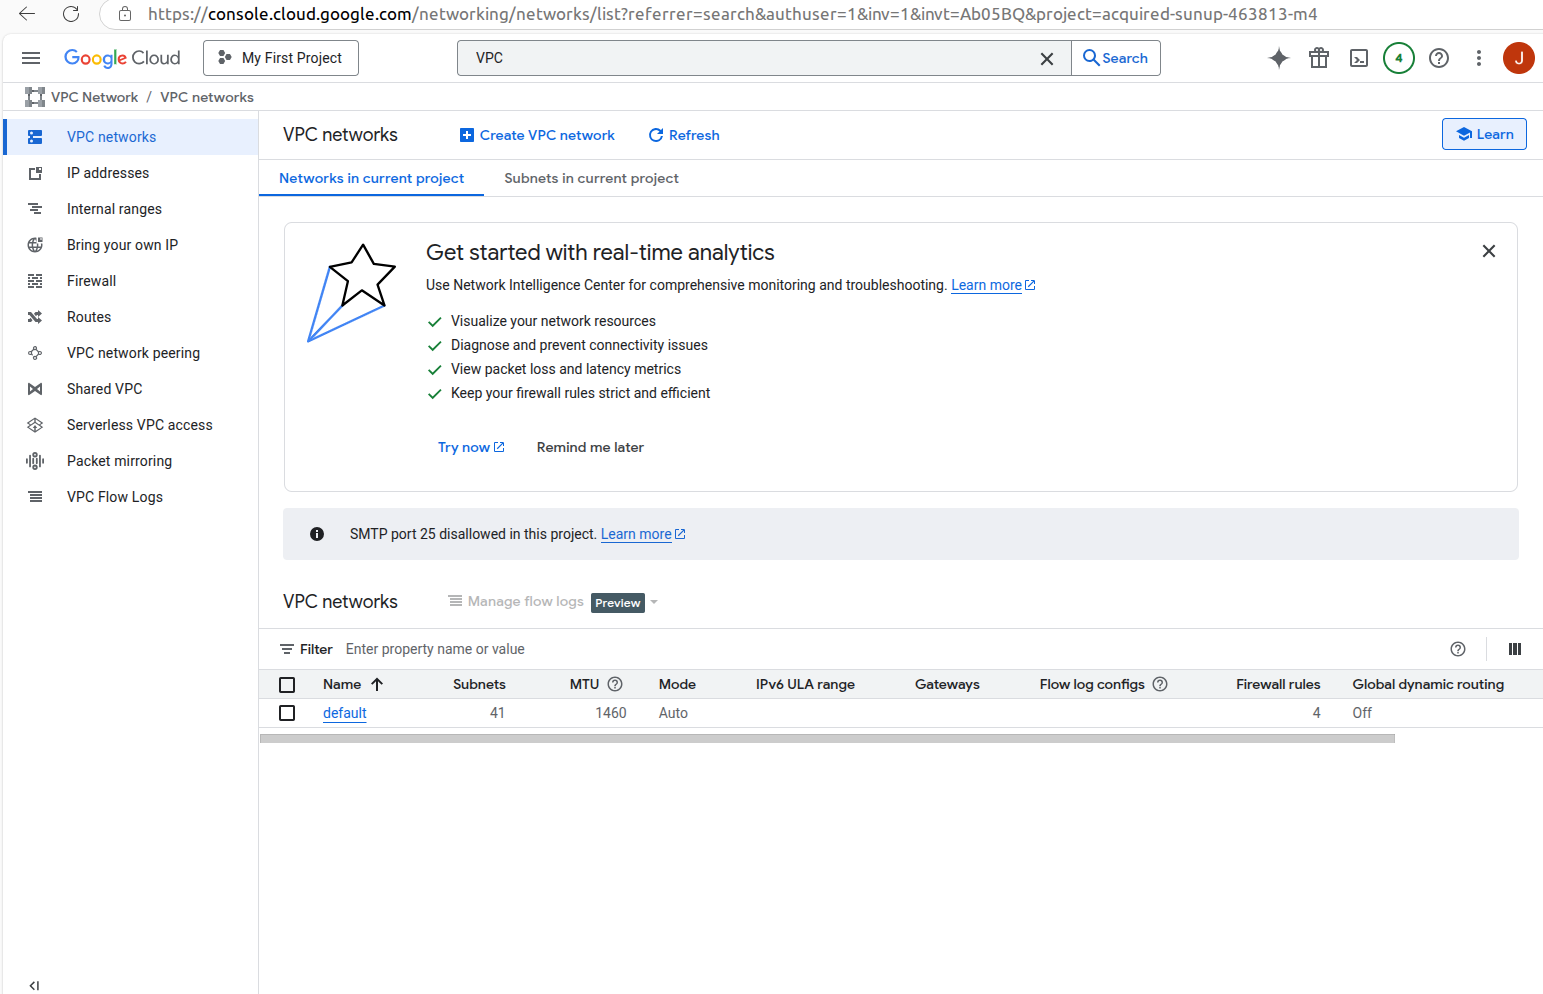 https://console.cloud.google.com/networking/networks/list?referrer=search&authuser=1&inv=1&invt=Ab05BQ&project=acquired-sunup-463813-m4
Google Cloud My First Project VPC Search 4 J
VPC Network / VPC networks
VPC networks
IP addresses
Internal ranges
Bring your own IP
Firewall
Routes
VPC network peering
Shared VPC
Serverless VPC access
Packet mirroring
VPC Flow Logs
VPC networks Create VPC network Refresh Learn
Networks in current project Subnets in current project
Get started with real-time analytics
Use Network Intelligence Center for comprehensive monitoring and troubleshooting. Learn more
Visualize your network resources
Diagnose and prevent connectivity issues
View packet loss and latency metrics
Keep your firewall rules strict and efficient
Try now Remind me later
SMTP port 25 disallowed in this project. Learn more
VPC networks Manage flow logs Preview
Filter Enter property name or value
Name Subnets MTU Mode IPv6 ULA range Gateways Flow log configs Firewall rules Global dynamic routing
default 41 1460 Auto 4 Off